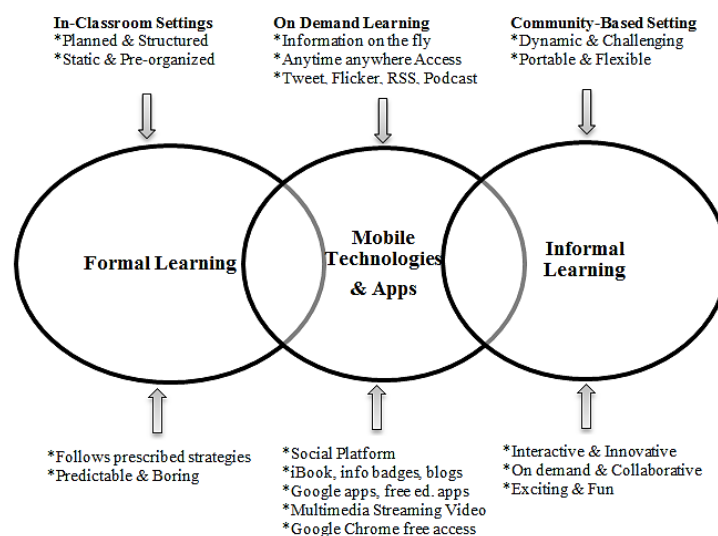 In-Classroom Settings
*Planned & Structured
*Static & Pre-organized
On Demand Learning
*Information on the fly
*Anytime anywhere Access
*Tweet, Flicker, RSS, Podcast
Community-Based Setting
*Dynamic & Challenging
*Portable & Flexible
Formal Learning
Mobile
Technologies
& Apps
Informal
Learning
*Follows prescribed strategies
*Predictable & Boring
*Social Platform
*iBook, info badges, blogs
*Google apps, free ed. apps
*Multimedia Streaming Video
*Google Chrome free access
*Interactive & Innovative
*On demand & Collaborative
*Exciting & Fun